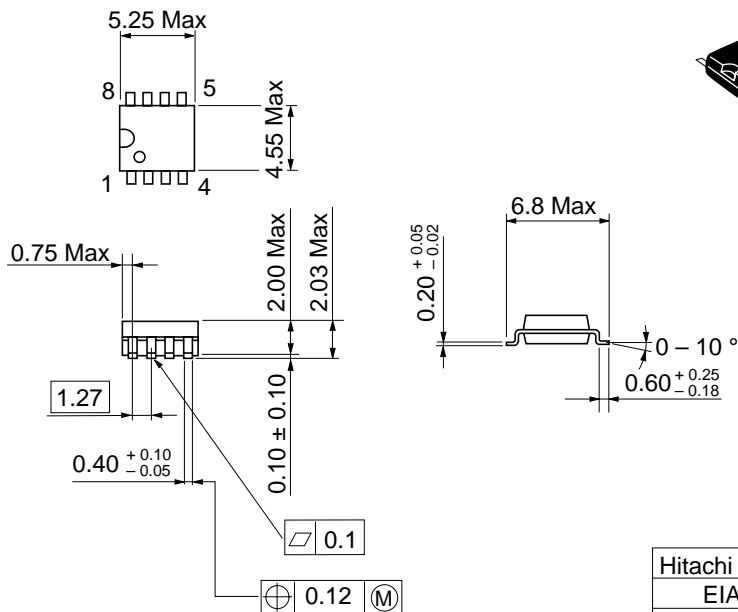 5.25 Max
8 5
4.55 Max
1 4
0.75 Max
2.00 Max
2.03 Max
1.27
0.10 ± 0.10
0.40 + 0.10 – 0.05
0.1
0.12 M
6.8 Max
0.20 + 0.05 – 0.02
0 – 10 °
0.60 + 0.25 – 0.18
Hitachi
EIA